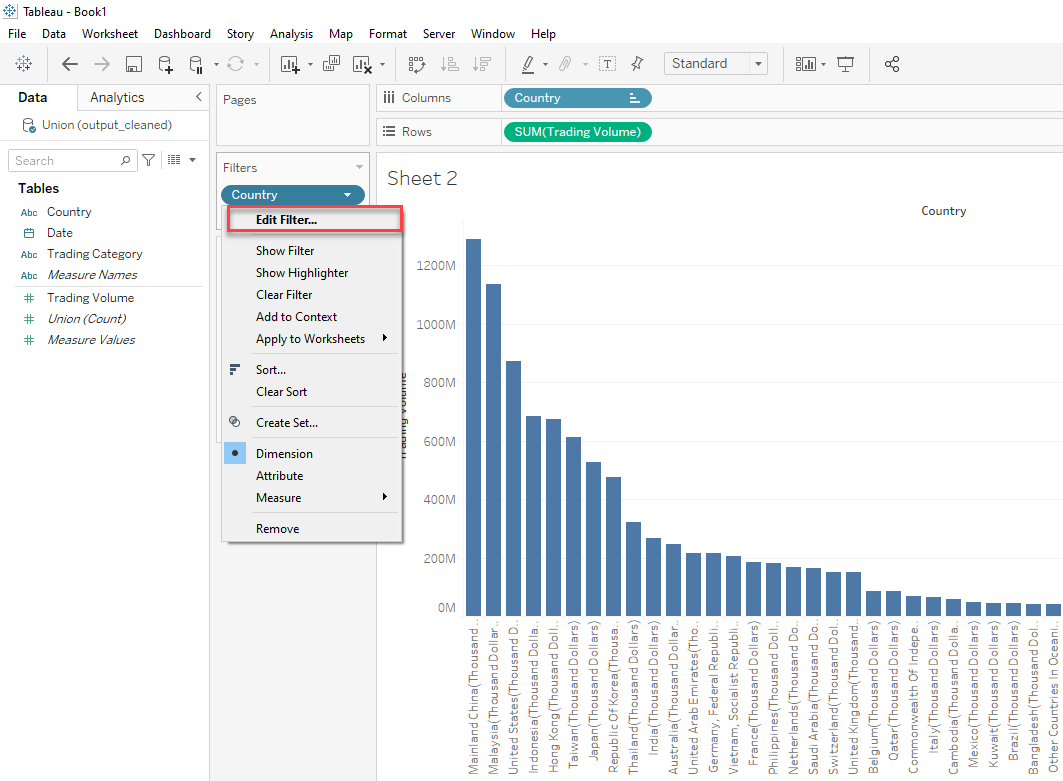 Tableau - Book1
File Data Worksheet Dashboard Story Analysis Map Format Server Window Help
Standard
Data Analytics
Union (output_cleaned)
Search
Tables
Abc Country
Date
Abc Trading Category
Abc Measure Names
Trading Volume
Union (Count)
Measure Values
Pages
Filters
Country
Edit Filter...
Show Filter
Show Highlighter
Clear Filter
Add to Context
Apply to Worksheets
Sort...
Clear Sort
Create Set...
Dimension
Attribute
Measure
Remove
Columns Country
Rows SUM(Trading Volume)
Sheet 2
Country
1200M
1000M
800M
600M
400M
200M
0M
Mainland China(Thousand ..
Malaysia(Thousand Dollar..
United States(Thousand D..
Indonesia(Thousand Dolla..
Hong Kong(Thousand Doll..
Taiwan(Thousand Dollars)
Japan(Thousand Dollars)
Republic Of Korea(Thousa..
Thailand(Thousand Dollars)
India(Thousand Dollars)
Australia(Thousand Dollar..
United Arab Emirates(Tho..
Germany, Federal Republi..
Vietnam, Socialist Republi..
France(Thousand Dollars)
Philippines(Thousand Doll..
Netherlands(Thousand Do..
Saudi Arabia(Thousand Do..
Switzerland(Thousand Dol..
United Kingdom(Thousand..
Belgium(Thousand Dollars)
Qatar(Thousand Dollars)
Commonwealth Of Indepe..
Italy(Thousand Dollars)
Cambodia(Thousand Dolla..
Mexico(Thousand Dollars)
Kuwait(Thousand Dollars)
Brazil(Thousand Dollars)
Bangladesh(Thousand Dol..
Other Countries In Oceani..